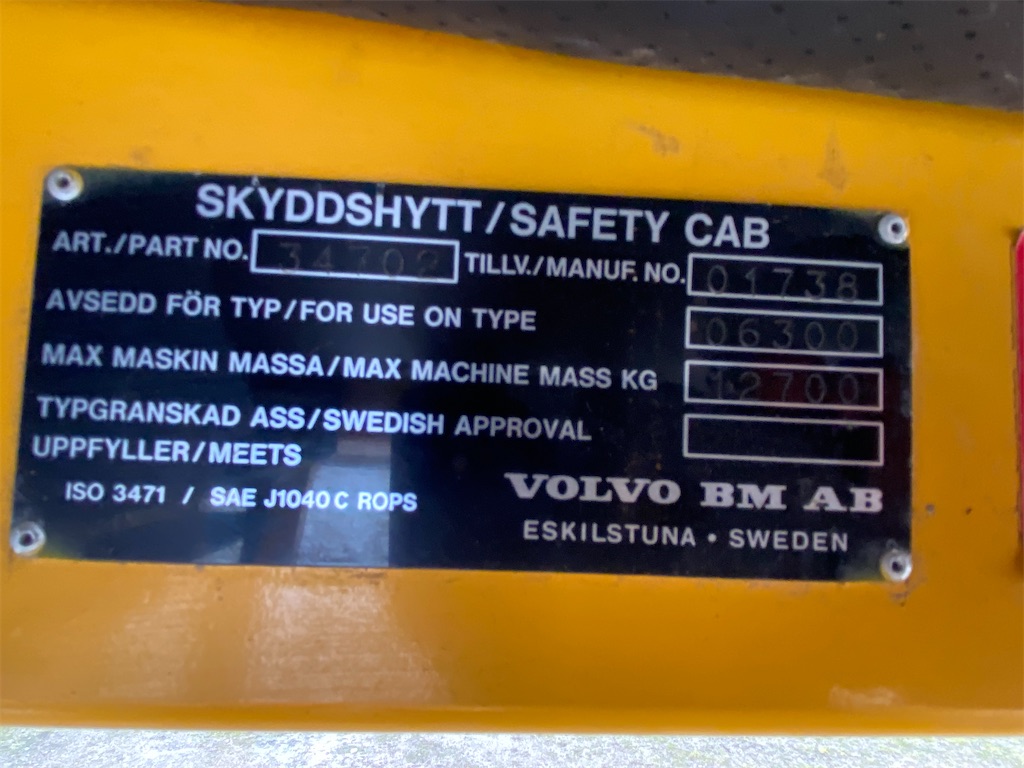 SKYDDSHYTT/SAFETY CAB
ART./PART NO. 34702 TILLV./MANUF. NO. 01738
AVSEDD FÖR TYP/FOR USE ON TYPE 06300
MAX MASKIN MASSA/MAX MACHINE MASS KG 12700
TYPGRANSKAD ASS/SWEDISH APPROVAL
UPPFYLLER/MEETS
ISO 3471 / SAE J1040 C ROPS
VOLVO BM AB
ESKILSTUNA • SWEDEN